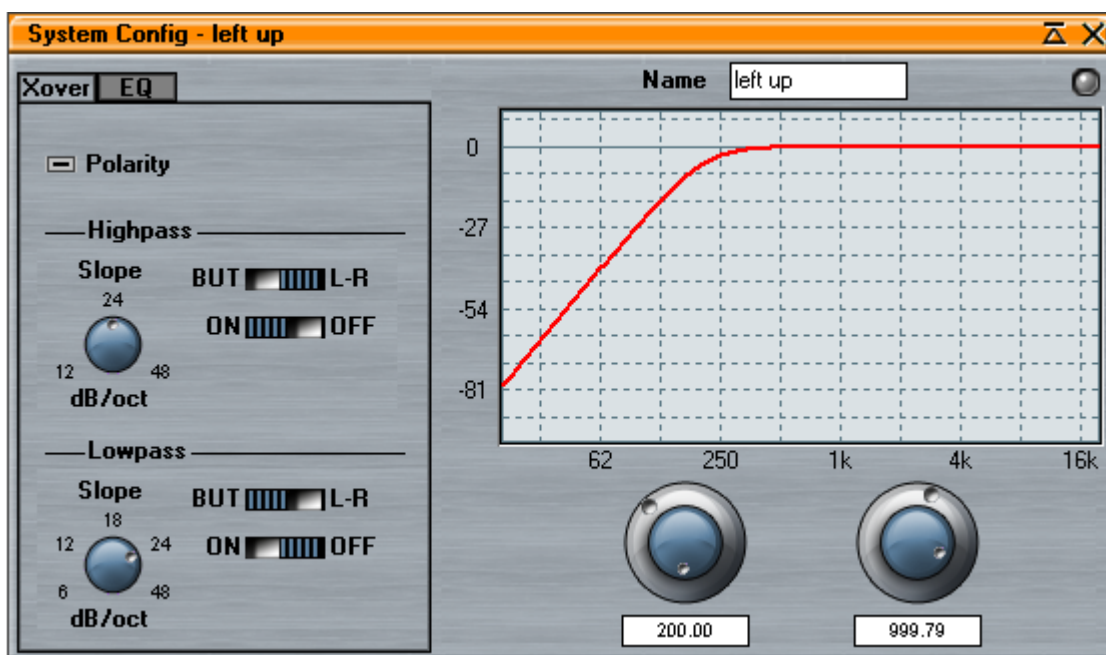 System Config - left up
Xover EQ
Name left up
Polarity
Highpass
Slope
24
12 48
dB/oct
BUT L-R
ON OFF
Lowpass
Slope
18
12 24
6 48
dB/oct
BUT L-R
ON OFF
0
-27
-54
-81
62 250 1k 4k 16k
200.00 999.79